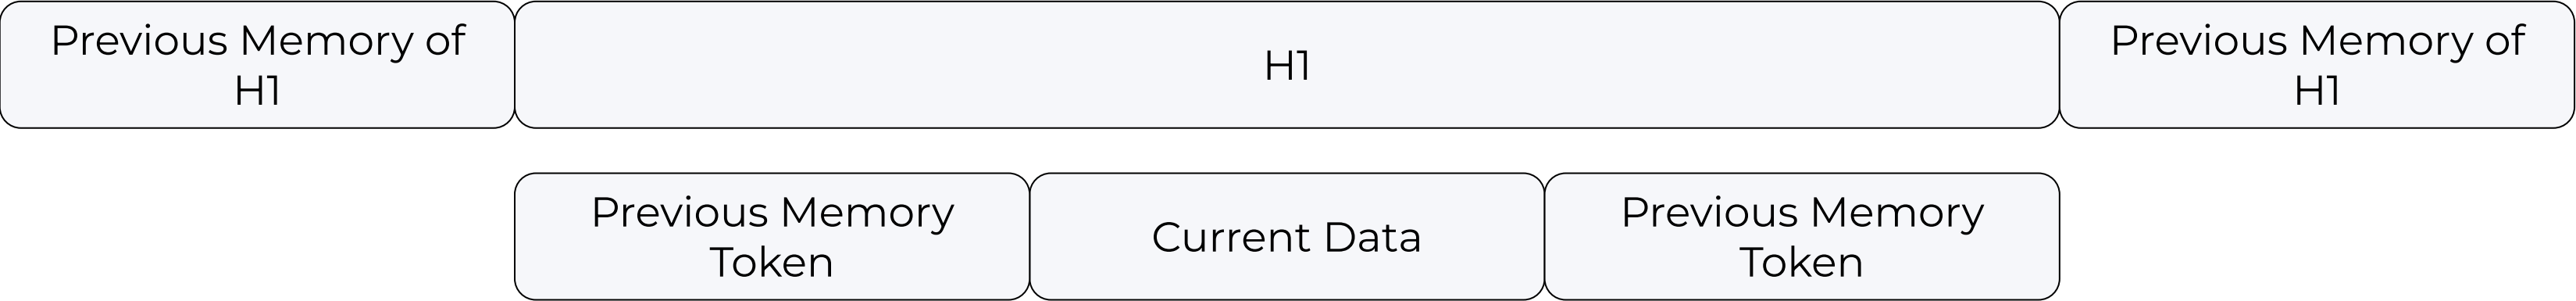 Previous Memory of
H1
H1
Previous Memory of
H1
Previous Memory
Token
Current Data
Previous Memory
Token